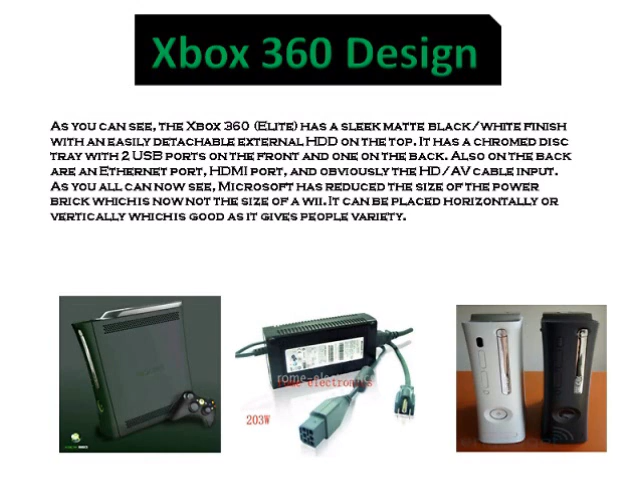 Xbox 360 Design
As you can see, the Xbox 360 (Elite) has a sleek matte black/white finish
with an easily detachable external HDD on the top. It has a chromed disc
tray with 2 USB ports on the front and one on the back. Also on the back
are an Ethernet port, HDMI port, and obviously the HD/AV cable input.
As you all can now see, Microsoft has reduced the size of the power
brick which is now not the size of a wii. It can be placed horizontally or
vertically which is good as it gives people variety.
rome-electronics
203W